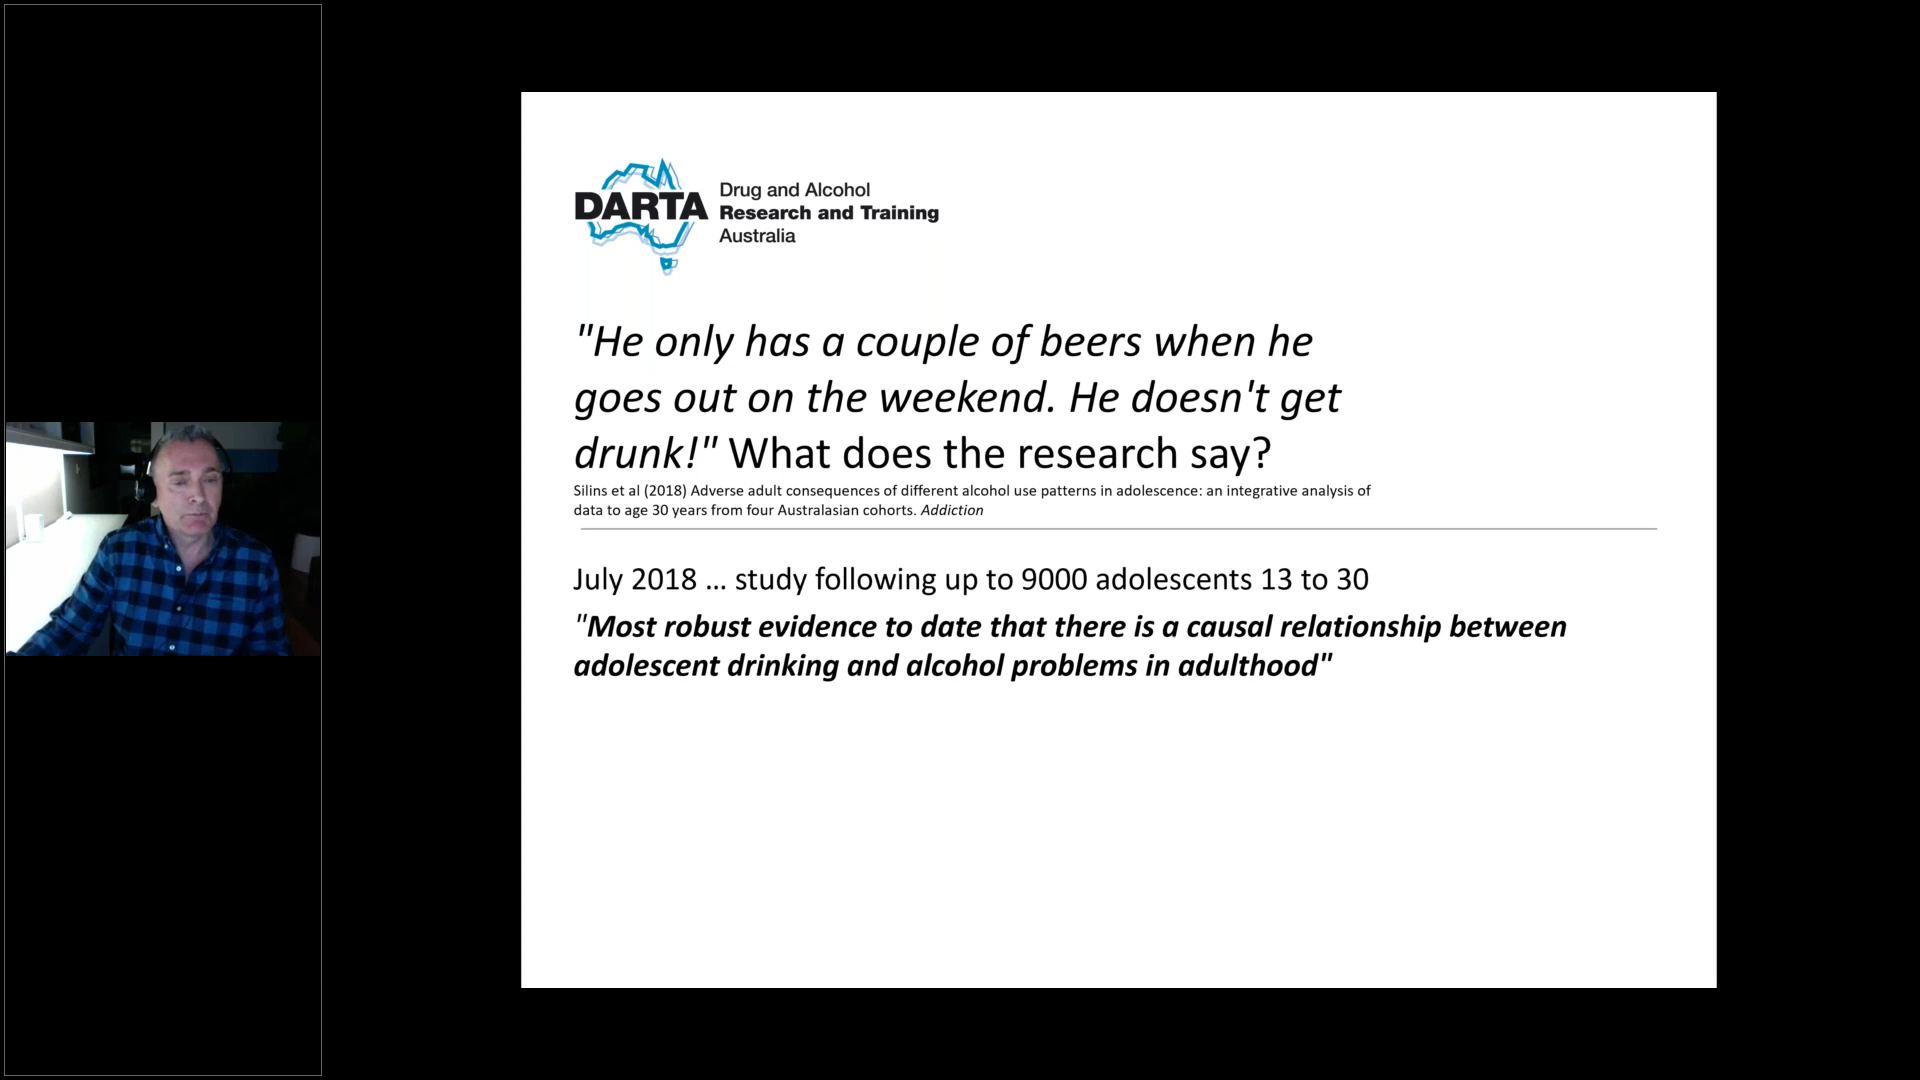 DARTA
Drug and Alcohol
Research and Training
Australia
"He only has a couple of beers when he
goes out on the weekend. He doesn't get
drunk!" What does the research say?
Silins et al (2018) Adverse adult consequences of different alcohol use patterns in adolescence: an integrative analysis of
data to age 30 years from four Australasian cohorts. Addiction
July 2018 ... study following up to 9000 adolescents 13 to 30
"Most robust evidence to date that there is a causal relationship between
adolescent drinking and alcohol problems in adulthood"